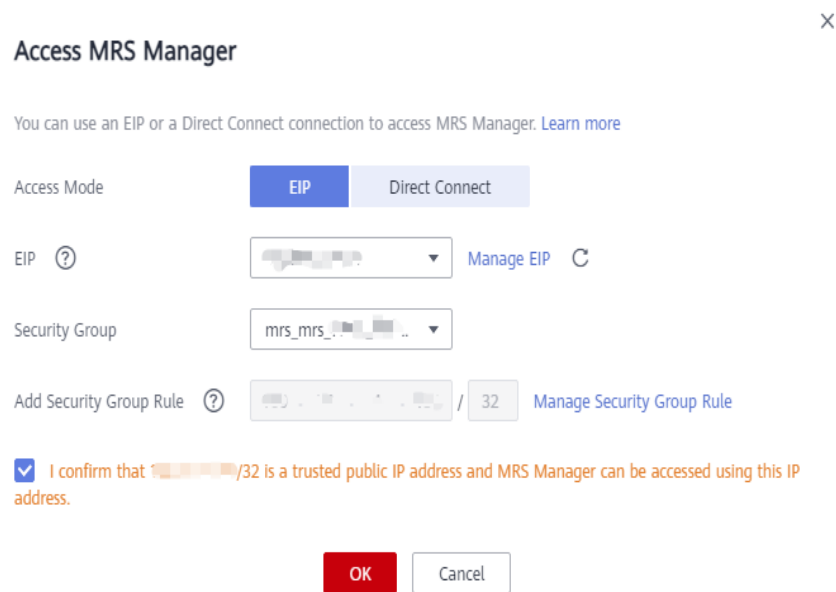 Access MRS Manager
You can use an EIP or a Direct Connect connection to access MRS Manager. Learn more
Access Mode EIP Direct Connect
EIP ? Manage EIP
Security Group mrs_mrs_
Add Security Group Rule ? / 32 Manage Security Group Rule
I confirm that /32 is a trusted public IP address and MRS Manager can be accessed using this IP
address.
OK Cancel